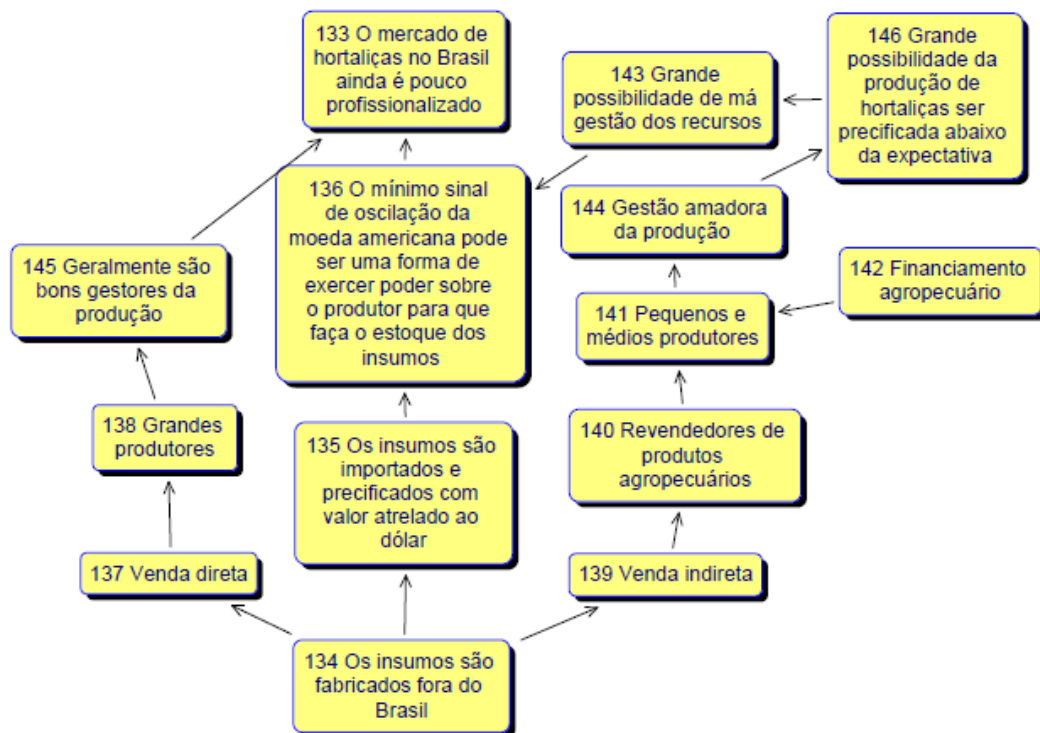 133 O mercado de
hortaliças no Brasil
ainda é pouco
profissionalizado
143 Grande
possibilidade de má
gestão dos recursos
146 Grande
possibilidade da
produção de
hortaliças ser
precificada abaixo
da expectativa
136 O mínimo sinal
de oscilação da
moeda americana pode
ser uma forma de
exercer poder sobre
o produtor para que
faça o estoque dos
insumos
144 Gestão amadora
da produção
145 Geralmente são
bons gestores da
produção
142 Financiamento
agropecuário
141 Pequenos e
médios produtores
138 Grandes
produtores
135 Os insumos são
importados e
precificados com
valor atrelado ao
dólar
140 Revendedores de
produtos
agropecuários
137 Venda direta
139 Venda indireta
134 Os insumos são
fabricados fora do
Brasil